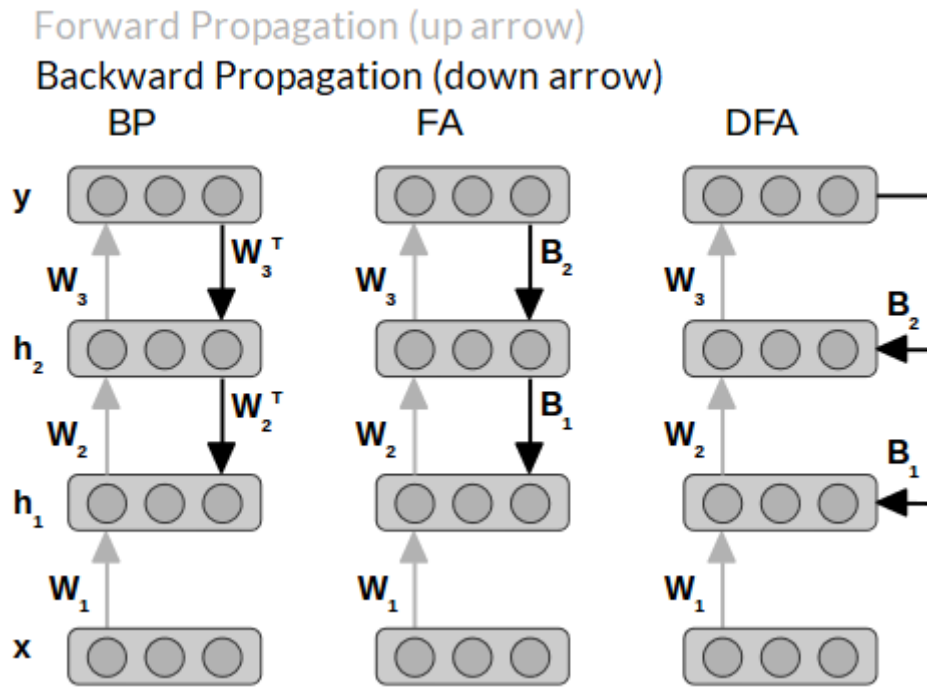 Forward Propagation (up arrow)
Backward Propagation (down arrow)
BP FA DFA
y
W₃ W₃ᵀ W₃ B₂ W₃ B₂
h₂
W₂ W₂ᵀ W₂ B₁ W₂ B₁
h₁
W₁ W₁ W₁
x